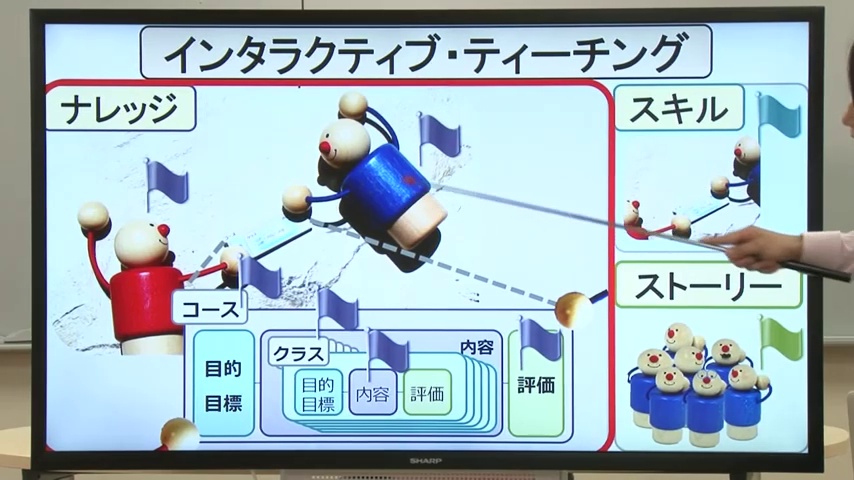 インタラクティブ・ティーチング
ナレッジ
スキル
ストーリー
コース
目的
目標
クラス
内容
目的
目標
内容
評価
評価
SHARP